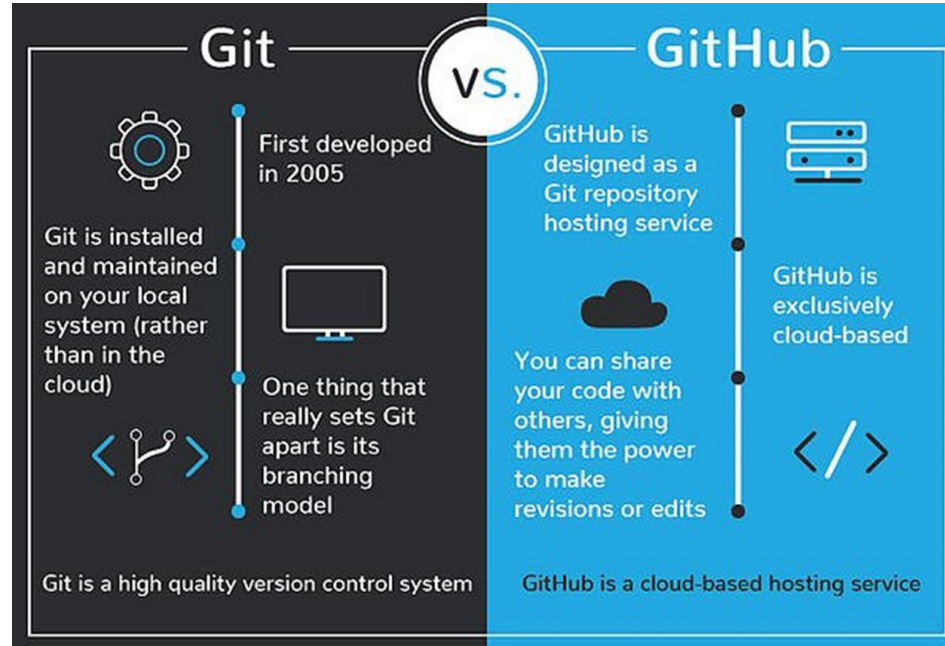 Git
vs.
GitHub
First developed
in 2005
Git is installed
and maintained
on your local
system (rather
than in the
cloud)
One thing that
really sets Git
apart is its
branching
model
Git is a high quality version control system
GitHub is
designed as a
Git repository
hosting service
GitHub is
exclusively
cloud-based
You can share
your code with
others, giving
them the power
to make
revisions or edits
GitHub is a cloud-based hosting service